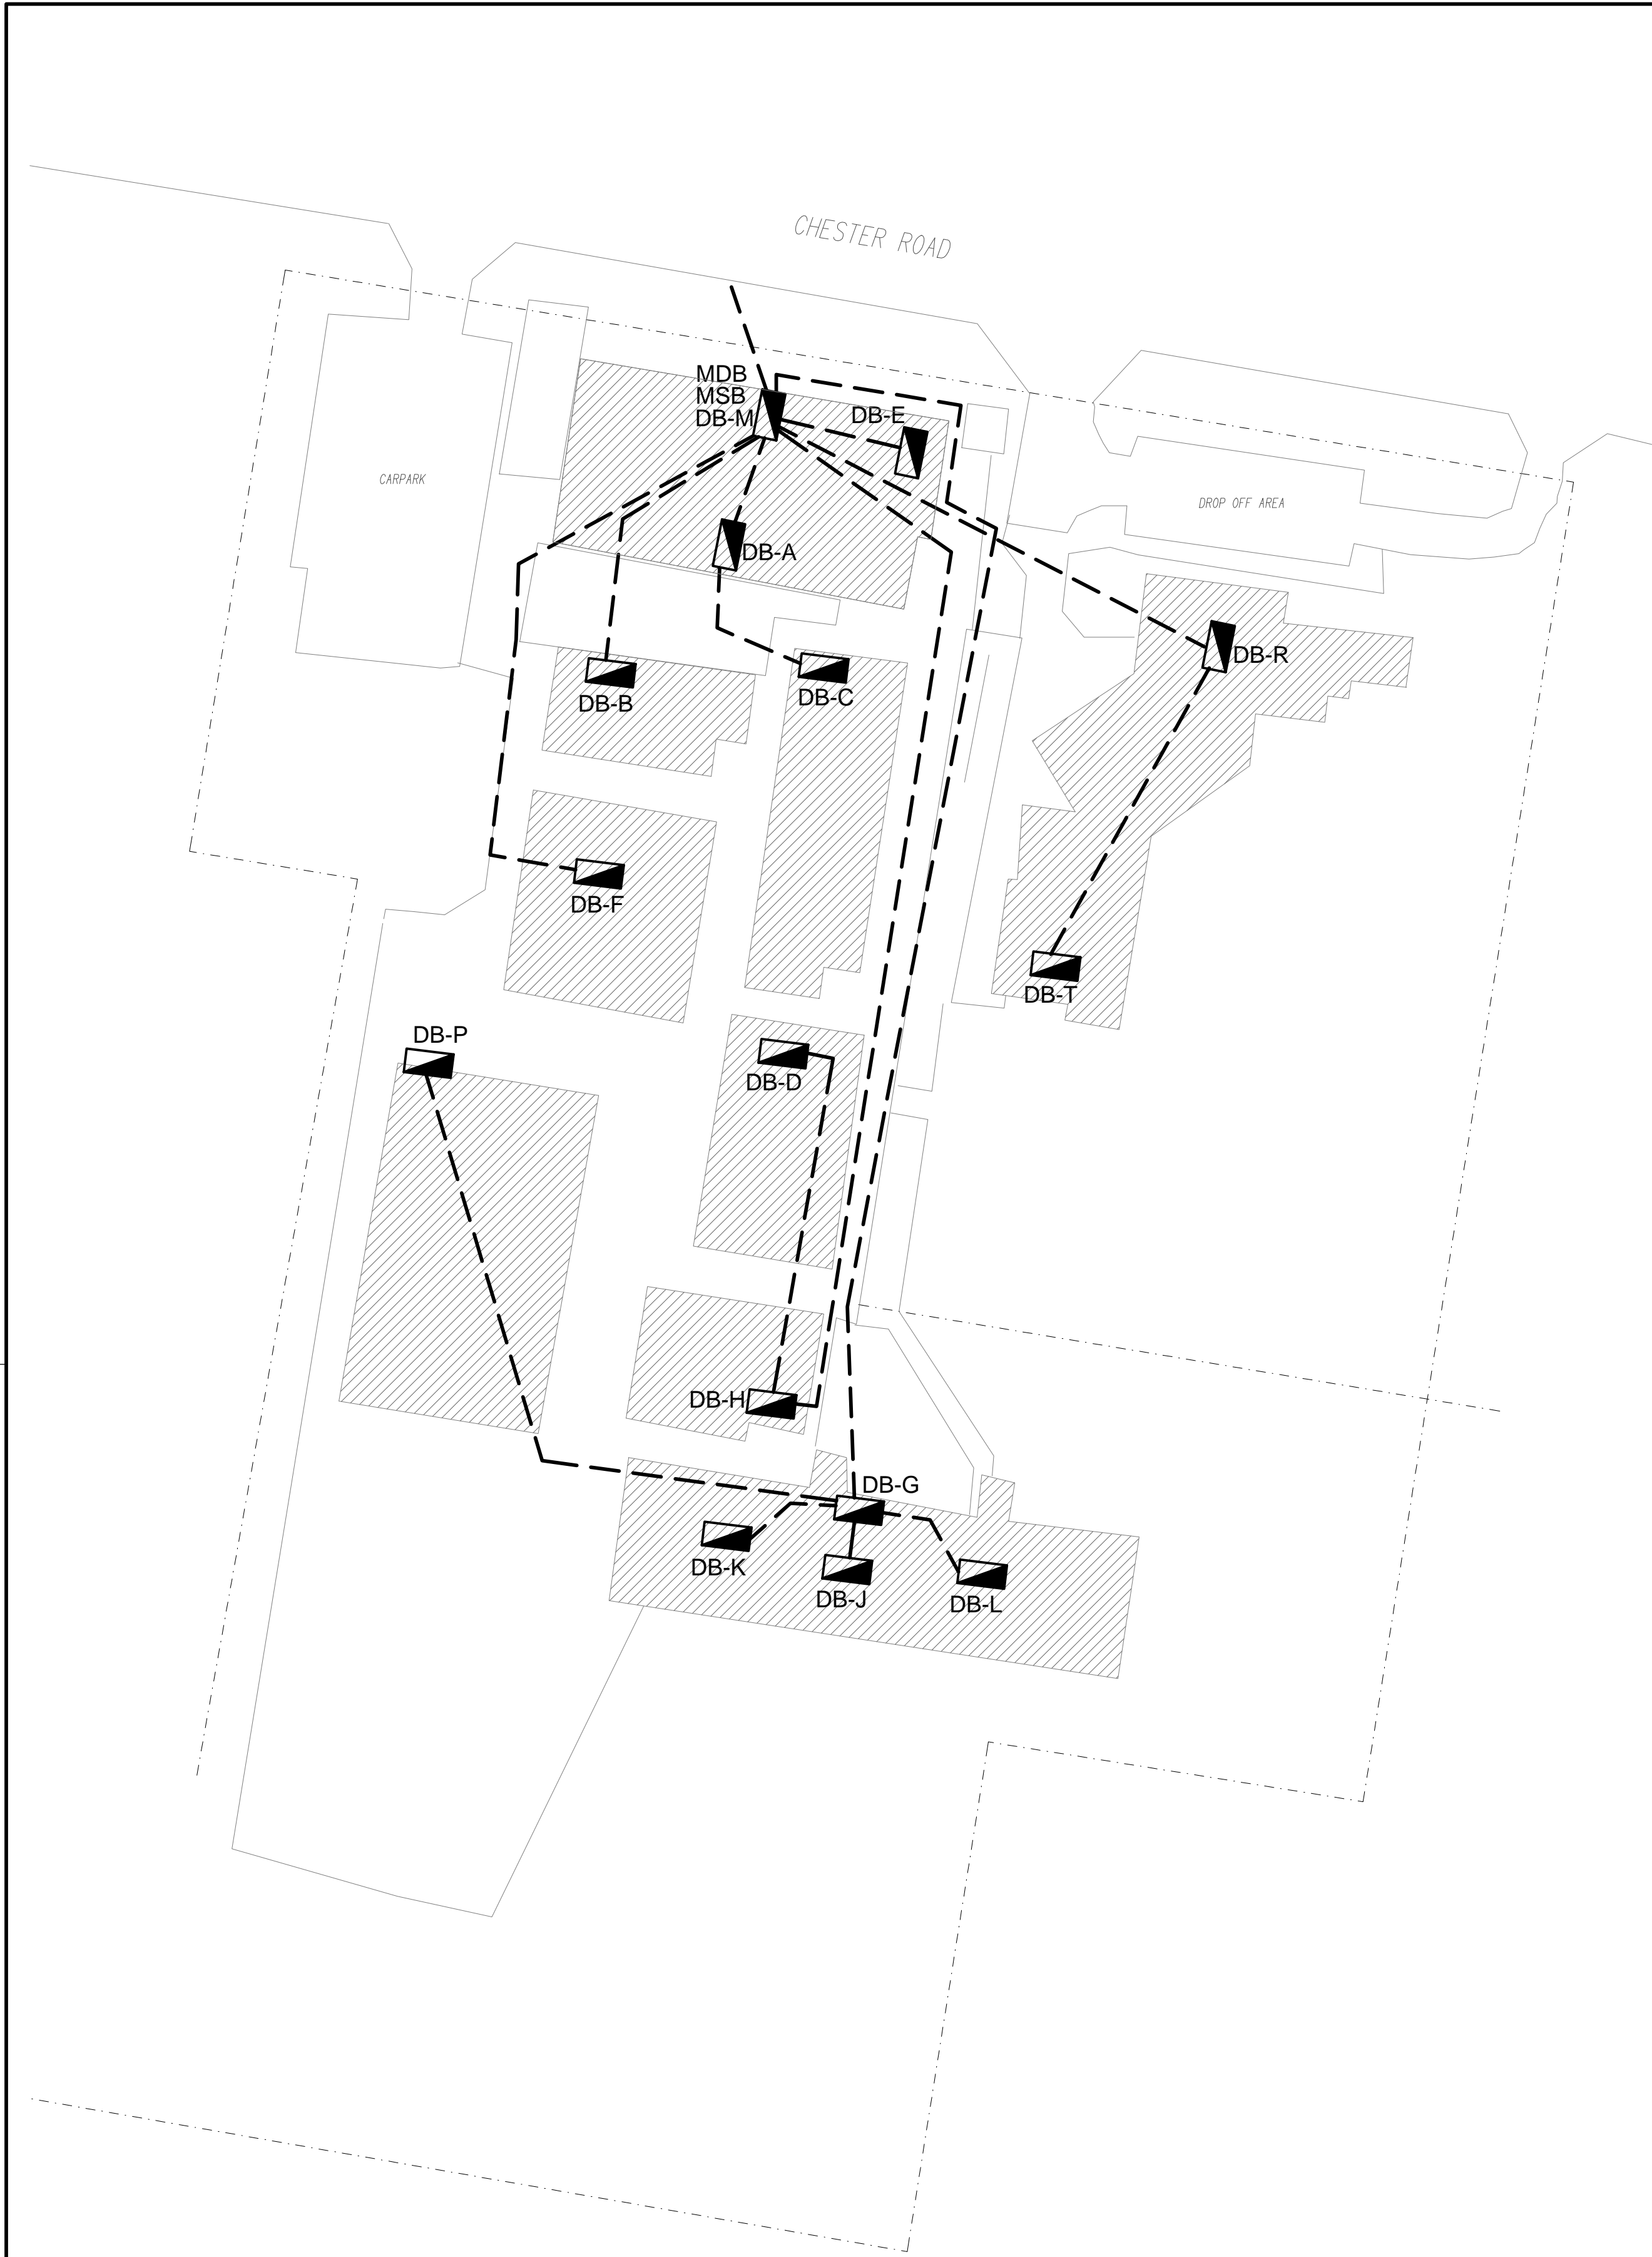 CHESTER ROAD
MDB
MSB
DB-M
DB-E
CARPARK
DROP OFF AREA
DB-A
DB-R
DB-B
DB-C
DB-F
DB-T
DB-P
DB-D
DB-H
DB-G
DB-K
DB-J
DB-L